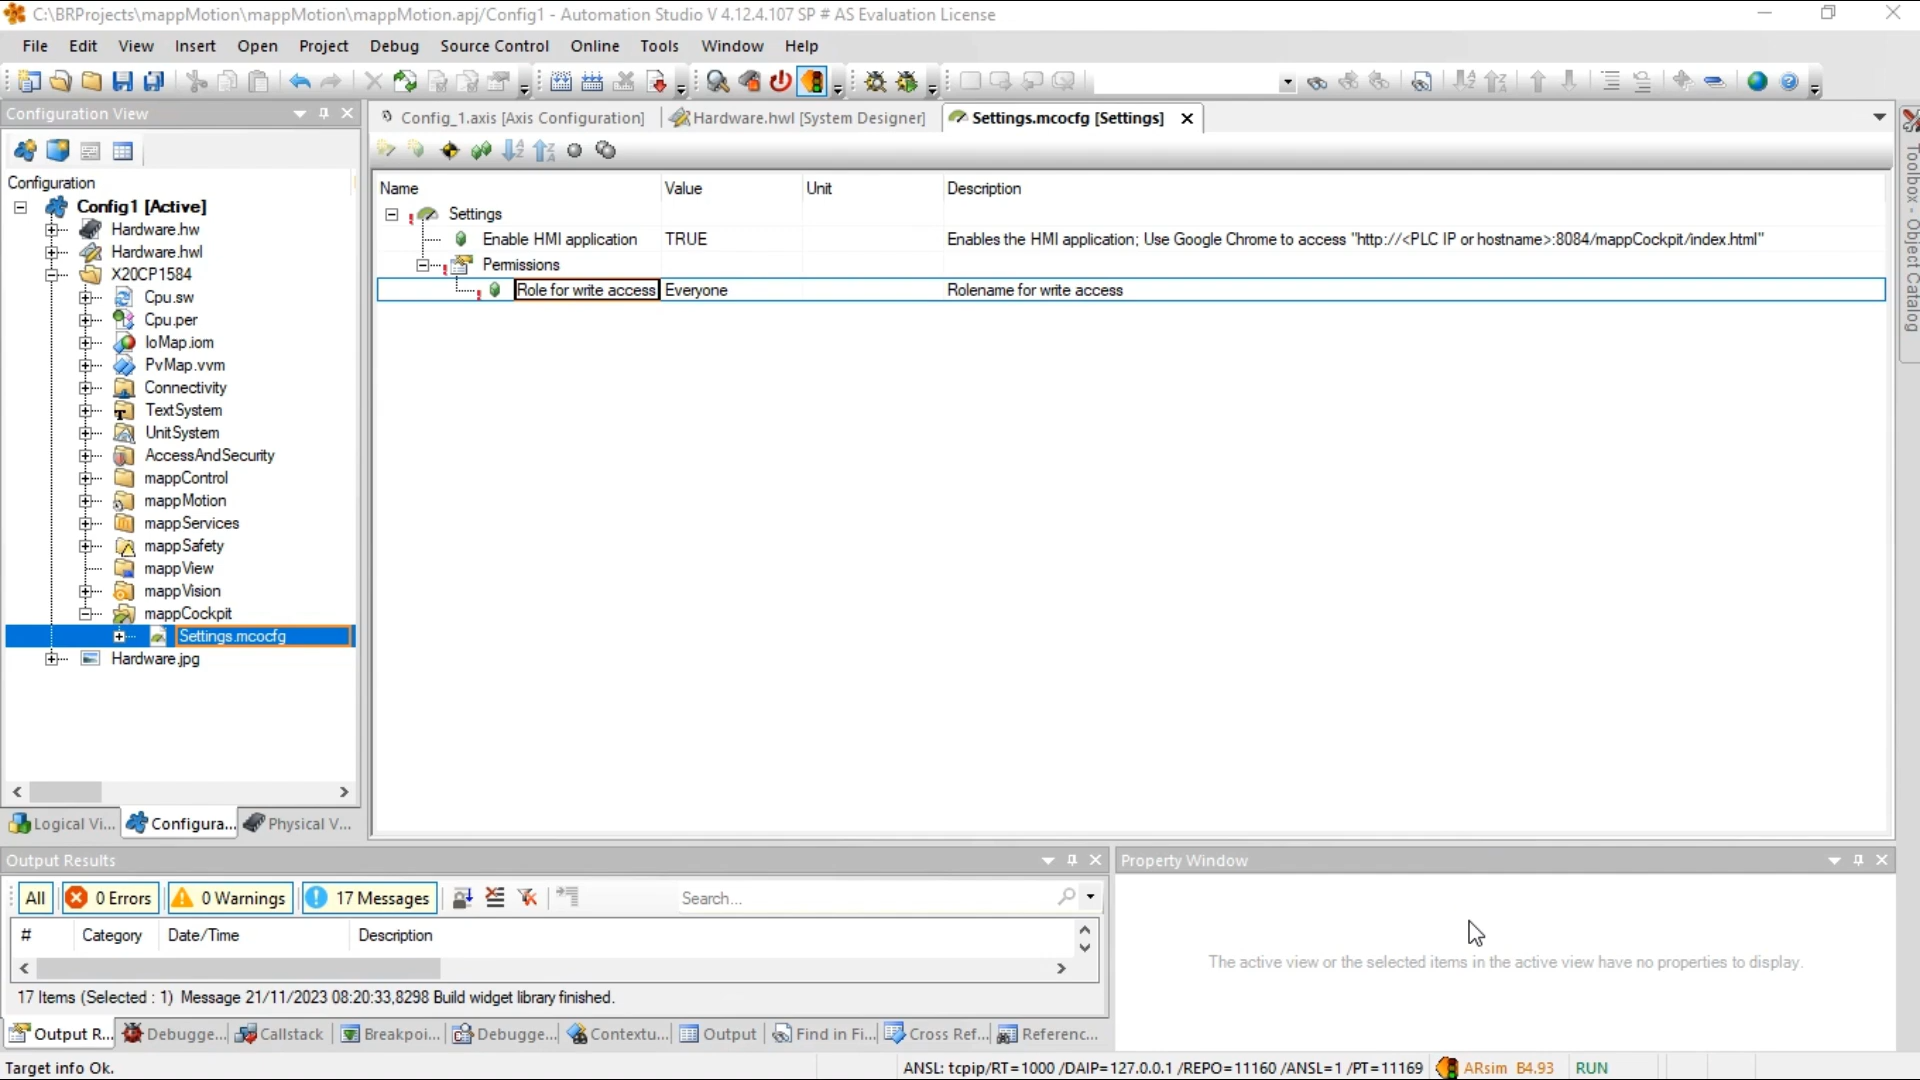 C:\BRProjects\mappMotion\mappMotion\mappMotion.apj/Config1 - Automation Studio V 4.12.4.107 SP # AS Evaluation License
File Edit View Insert Open Project Debug Source Control Online Tools Window Help
Configuration View
Config_1.axis [Axis Configuration] Hardware.hwl [System Designer] Settings.mcocfg [Settings]
Toolbox - Object Catalog
Configuration
Config1 [Active]
Hardware.hw
Hardware.hwl
X20CP1584
Cpu.sw
Cpu.per
IoMap.iom
PvMap.vvm
Connectivity
TextSystem
UnitSystem
AccessAndSecurity
mappControl
mappMotion
mappServices
mappSafety
mappView
mappVision
mappCockpit
Settings.mcocfg
Hardware.jpg
Logical Vi... Configura... Physical V...
Name Value Unit Description
Settings
Enable HMI application TRUE Enables the HMI application; Use Google Chrome to access "http://<PLC IP or hostname>:8084/mappCockpit/index.html"
Permissions
Role for write access Everyone Rolename for write access
Output Results
All 0 Errors 0 Warnings 17 Messages Search...
# Category Date/Time Description
17 Items (Selected : 1) Message 21/11/2023 08:20:33,8298 Build widget library finished.
Output R... Debugge... Callstack Breakpoi... Debugge... Contextu... Output Find in Fi... Cross Ref... Referenc...
Property Window
The active view or the selected items in the active view have no properties to display.
Target info Ok. ANSL: tcpip/RT=1000 /DAIP=127.0.0.1 /REPO=11160 /ANSL=1 /PT=11169 ARsim B4.93 RUN